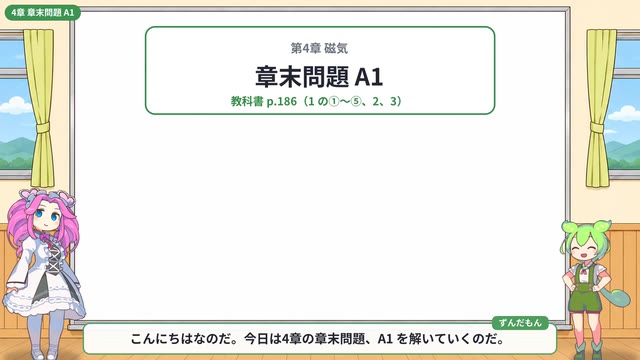 4章 章末問題 A1
第4章 磁気
章末問題 A1
教科書 p.186（1 の①〜⑤、2、3）
ずんだもん
こんにちはなのだ。今日は4章の章末問題、A1 を解いていくのだ。